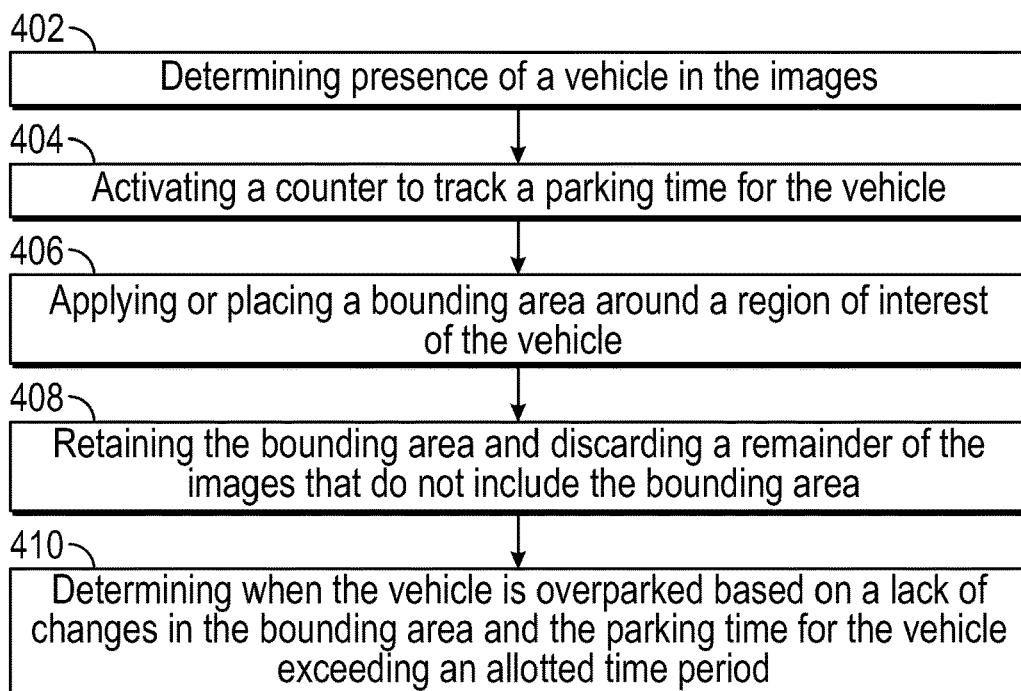 402
Determining presence of a vehicle in the images
404
Activating a counter to track a parking time for the vehicle
406
Applying or placing a bounding area around a region of interest
of the vehicle
408
Retaining the bounding area and discarding a remainder of the
images that do not include the bounding area
410
Determining when the vehicle is overparked based on a lack of
changes in the bounding area and the parking time for the vehicle
exceeding an allotted time period